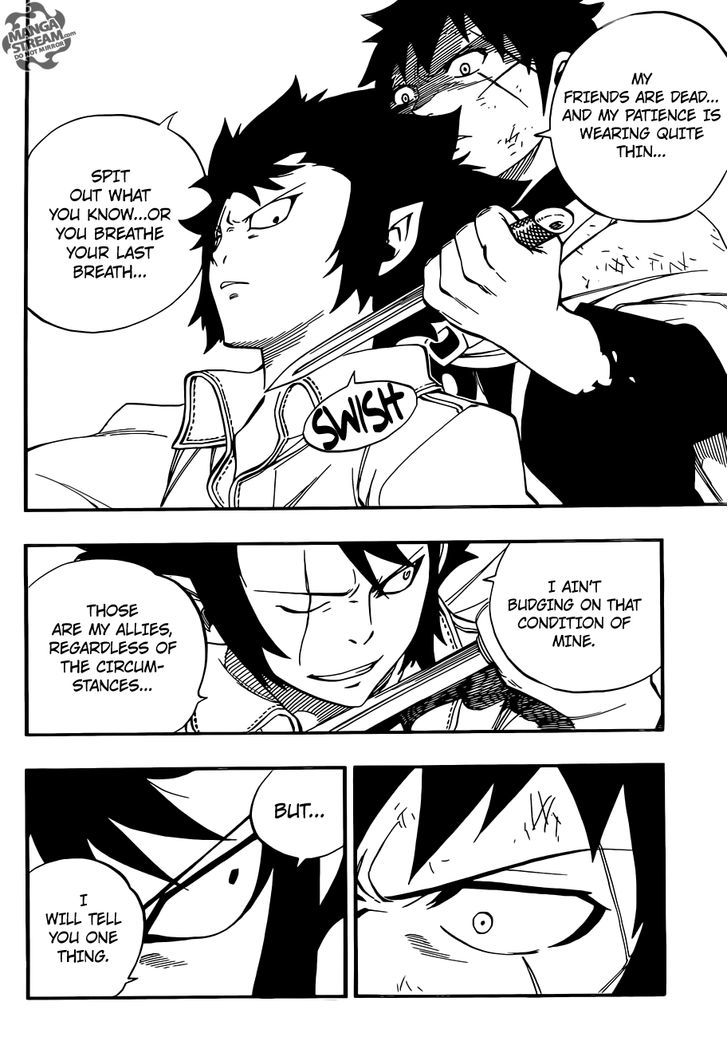 MANGA
STREAM.COM
DO NOT MIRROR!
MY
FRIENDS ARE DEAD...
AND MY PATIENCE IS
WEARING QUITE
THIN...
SPIT
OUT WHAT
YOU KNOW...OR
YOU BREATHE
YOUR LAST
BREATH...
SWISH
I AIN'T
BUDGING ON THAT
CONDITION OF
MINE.
THOSE
ARE MY ALLIES,
REGARDLESS OF
THE CIRCUM-
STANCES...
BUT...
I
WILL TELL
YOU ONE
THING.